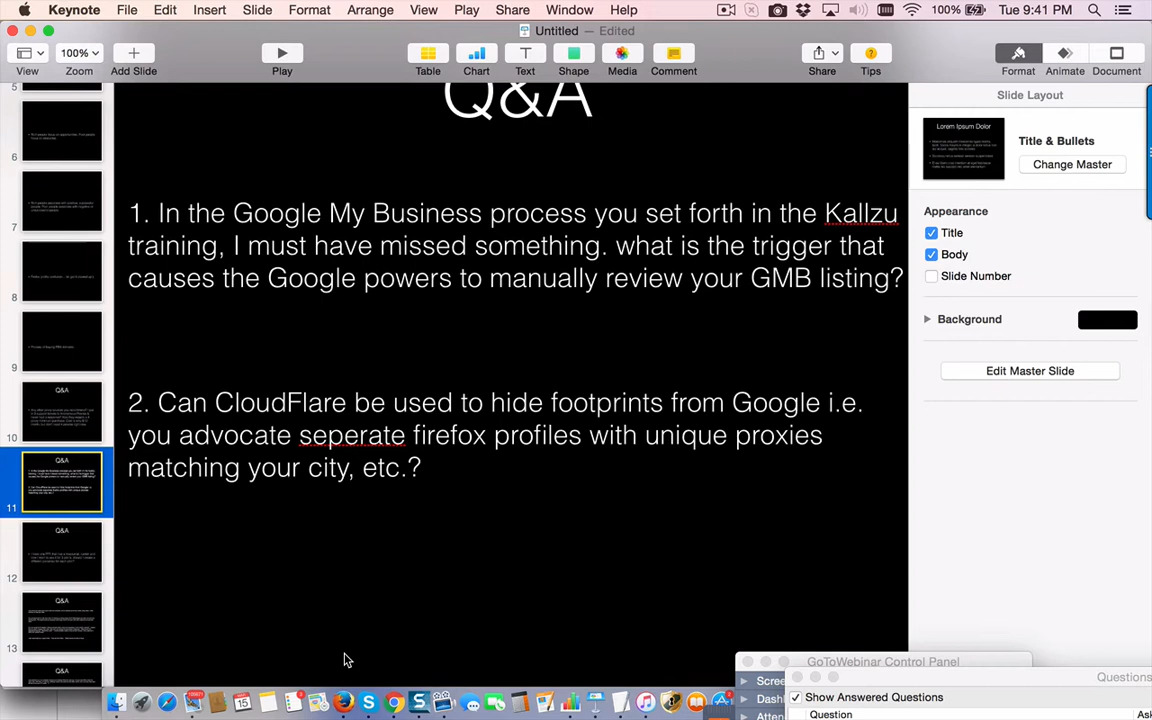 Keynote File Edit Insert Slide Format Arrange View Play Share Window Help 100% Tue 9:41 PM
Untitled — Edited
100%
View Zoom Add Slide Play Table Chart Text Shape Media Comment Share Tips Format Animate Document
Q&A
1. In the Google My Business process you set forth in the Kallzu
training, I must have missed something. what is the trigger that
causes the Google powers to manually review your GMB listing?
2. Can CloudFlare be used to hide footprints from Google i.e.
you advocate seperate firefox profiles with unique proxies
matching your city, etc.?
5
6
7
8
9
Q&A
10
Q&A
11
Q&A
12
Q&A
13
Q&A
Slide Layout
Lorem Ipsum Dolor
Title & Bullets
Change Master
Appearance
Title
Body
Slide Number
Background
Edit Master Slide
GoToWebinar Control Panel
Scree
Dash
Atten
Questions
Show Answered Questions
Question
Ask